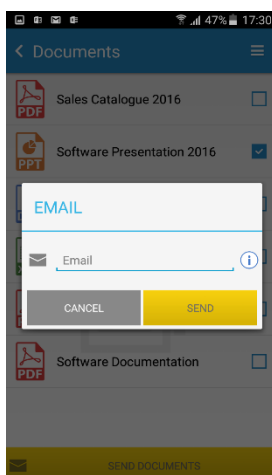 47% 17:30
Documents
PDF Sales Catalogue 2016
PPT Software Presentation 2016
EMAIL
Email i
CANCEL SEND
PDF Software Documentation
SEND DOCUMENTS